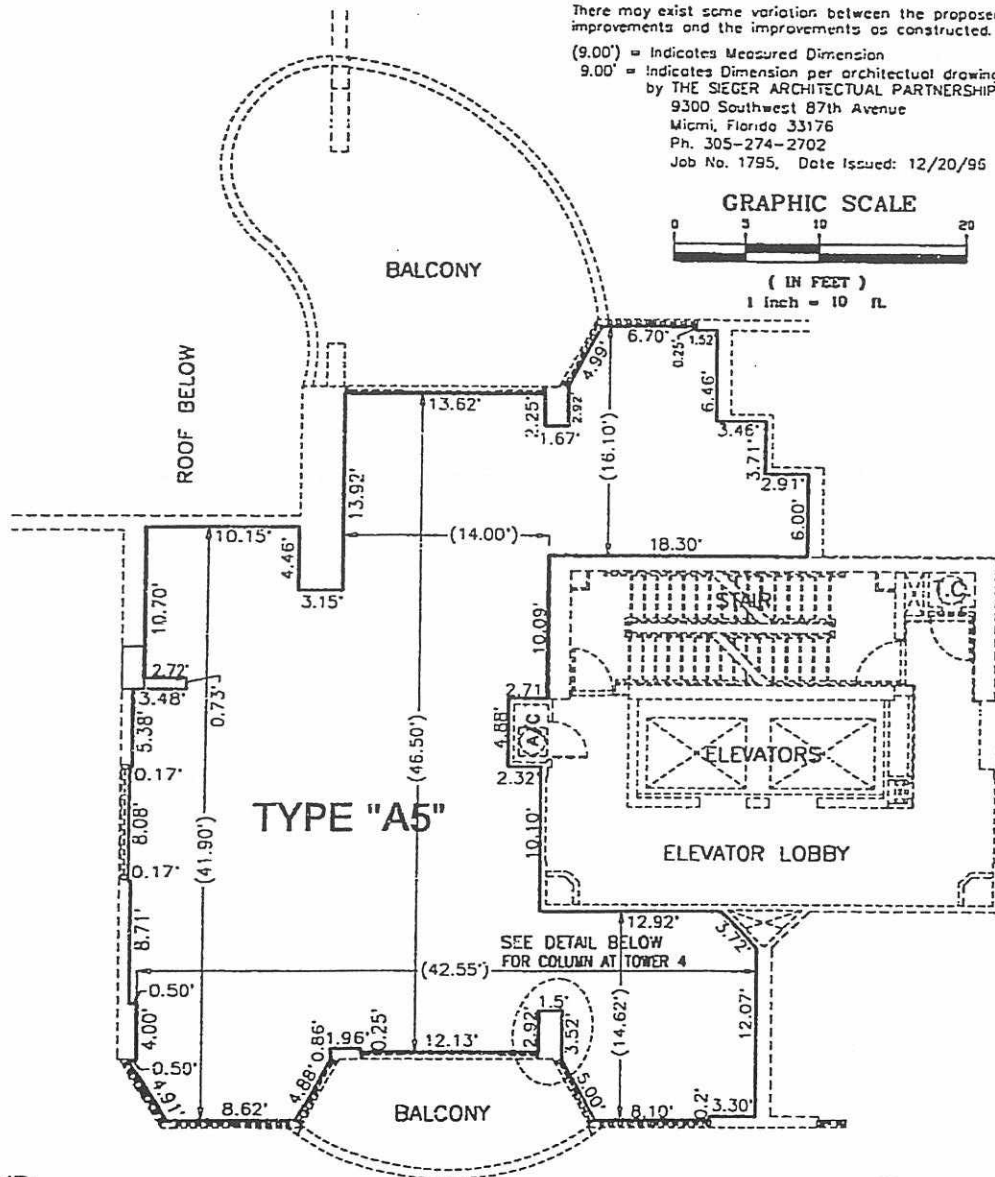 There may exist some variation between the proposed
improvements and the improvements as constructed.
(9.00') = Indicates Measured Dimension
9.00' = Indicates Dimension per architectual drawing
by THE SIEGER ARCHITECTUAL PARTNERSHIP
9300 Southwest 87th Avenue
Miami, Florida 33176
Ph. 305-274-2702
Job No. 1795, Date Issued: 12/20/95
GRAPHIC SCALE
0 5 10 20
( IN FEET )
1 inch = 10 ft.
BALCONY
ROOF BELOW
6.70'
0.25'
1.52'
4.99'
13.62'
2.25'
2.92'
1.67'
(16.10')
6.46'
3.46'
3.71'
2.91'
6.00'
13.92'
10.15'
4.46'
3.15'
(14.00')
18.30'
10.70'
10.09'
STAIR
T.C.
2.72'
3.48'
0.73'
2.71'
4.88'
A/C
2.32'
5.38'
0.17'
ELEVATORS
(46.50')
8.08'
TYPE "A5"
(41.90')
10.10'
ELEVATOR LOBBY
0.17'
8.71'
12.92'
3.72'
SEE DETAIL BELOW
FOR COLUMN AT TOWER 4
(42.55')
0.50'
4.00'
0.50'
4.91'
8.62'
4.88'
0.86'
1.96'
0.25'
12.13'
2.92'
1.5'
3.52'
5.00'
(14.62')
12.07'
BALCONY
8.10'
0.2'
3.30'